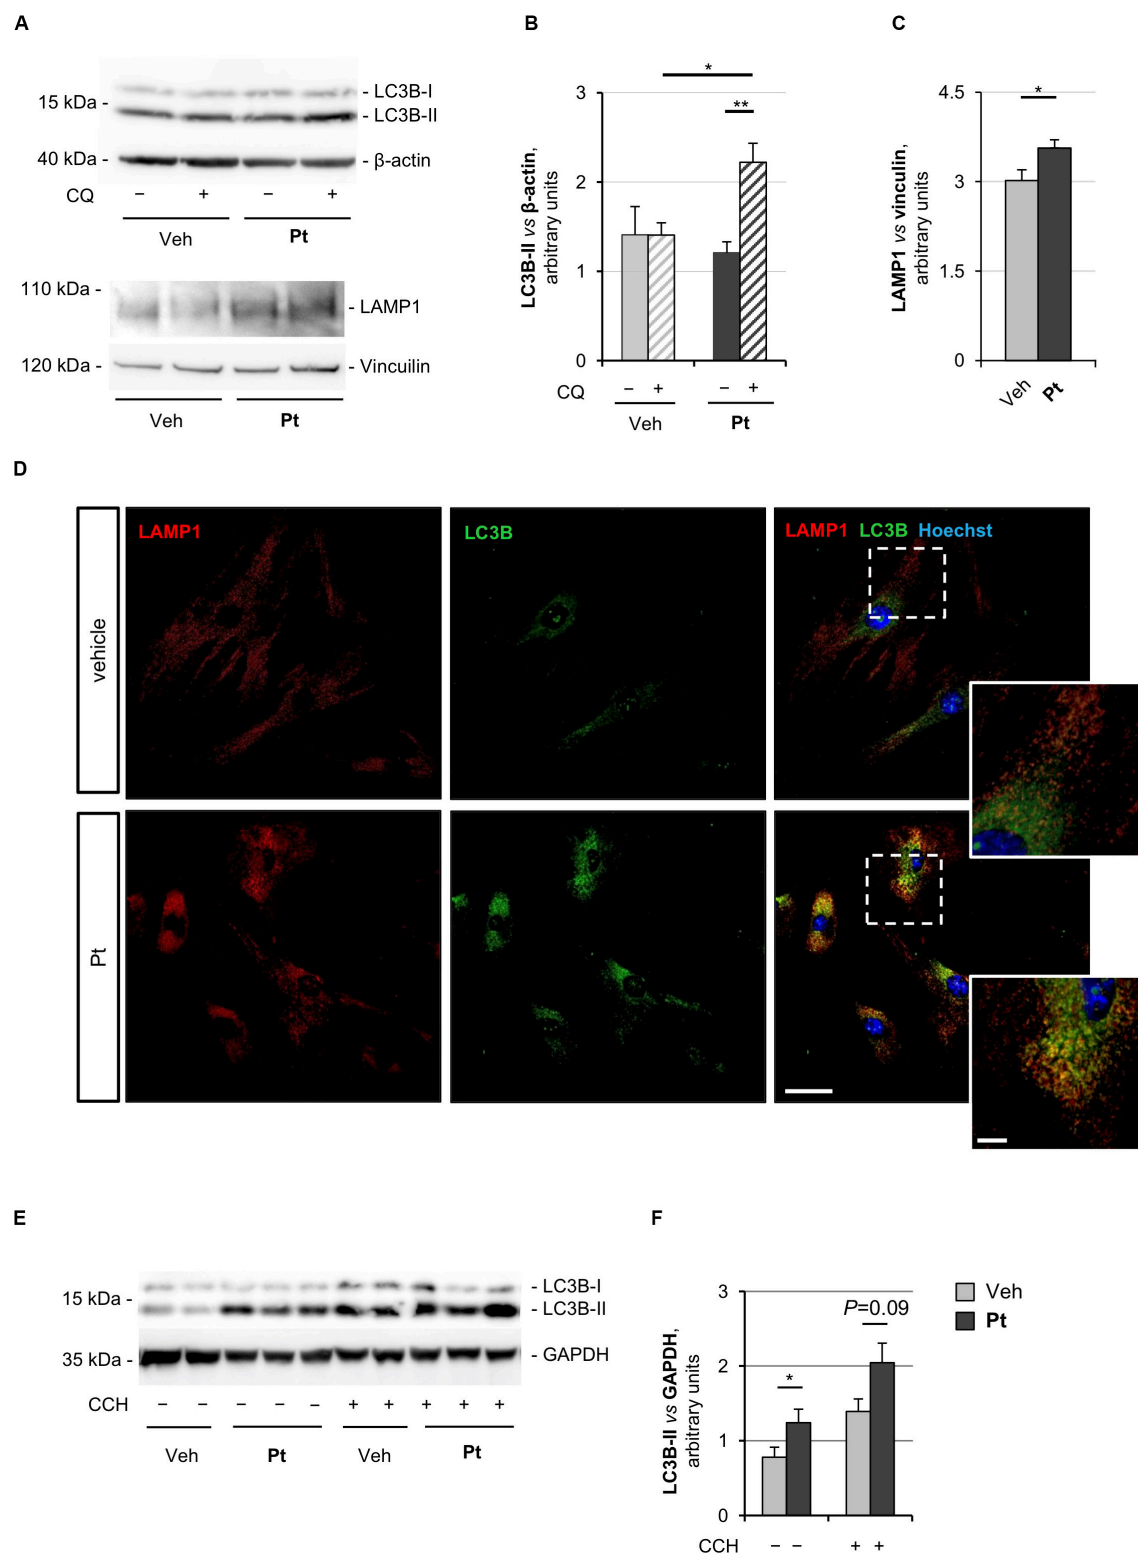 A
15 kDa -
- LC3B-I
- LC3B-II
40 kDa -
- β-actin
CQ – + – +
Veh Pt
110 kDa -
- LAMP1
120 kDa -
- Vincuilin
Veh Pt
B
LC3B-II vs β-actin,
arbitrary units
3
2
1
0
*
**
CQ – + – +
Veh Pt
C
LAMP1 vs vinculin,
arbitrary units
4.5
3
1.5
0
*
Veh Pt
D
vehicle
LAMP1
LC3B
LAMP1 LC3B Hoechst
Pt
E
15 kDa -
- LC3B-I
- LC3B-II
35 kDa -
- GAPDH
CCH – – – – – + + + + +
Veh Pt Veh Pt
F
LC3B-II vs GAPDH,
arbitrary units
3
2
1
0
*
P=0.09
CCH – – + +
Veh
Pt